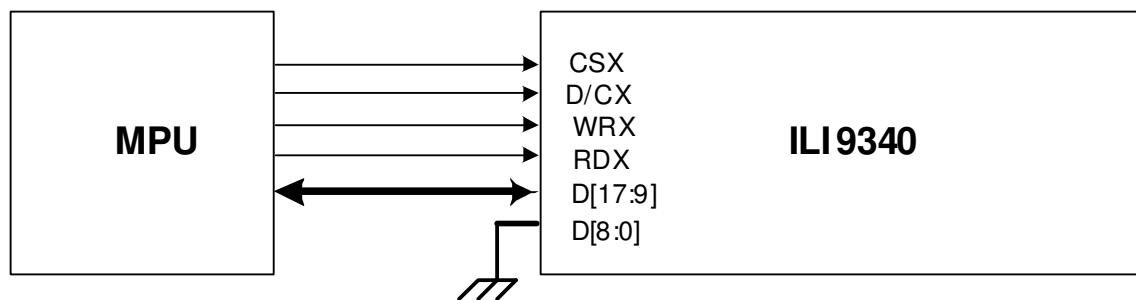 MPU
CSX
D/CX
WRX
RDX
D[17:9]
D[8:0]
ILI9340